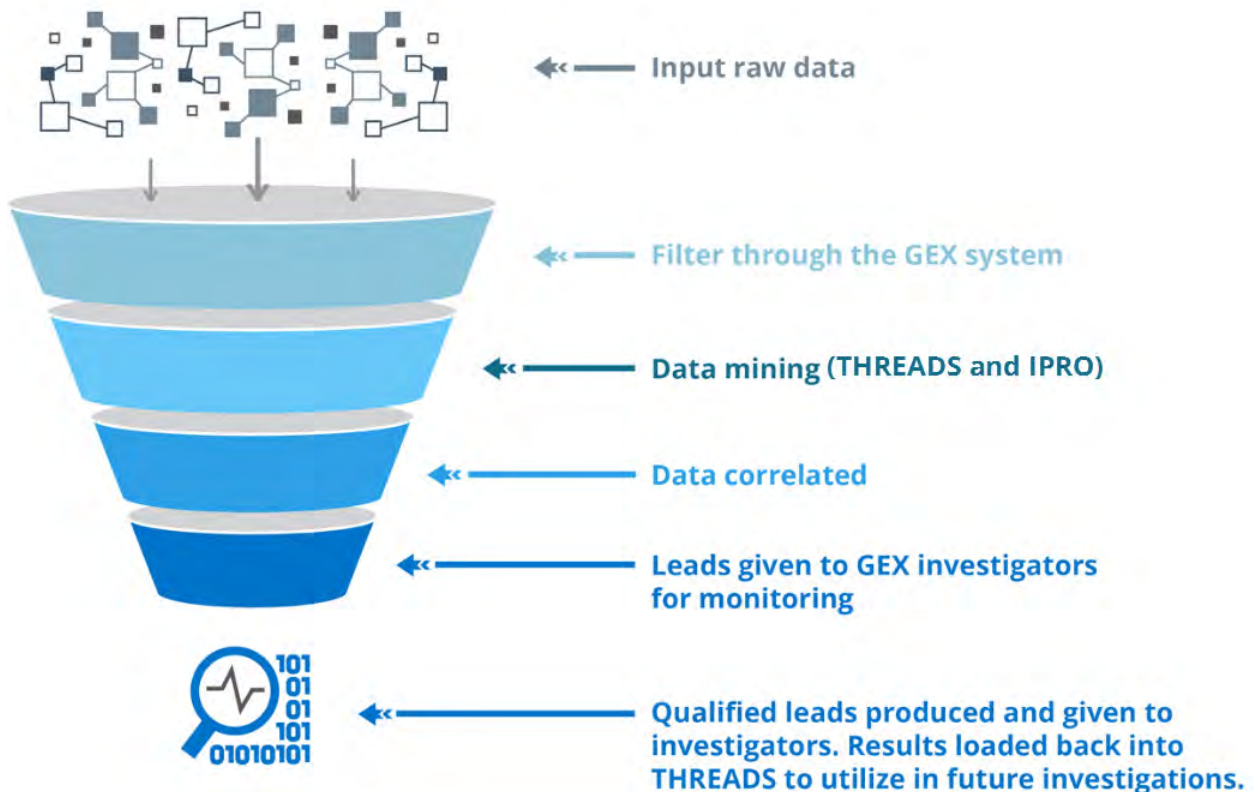 Input raw data
Filter through the GEX system
Data mining (THREADS and IPRO)
Data correlated
Leads given to GEX investigators
for monitoring
101
01
01
101
01010101
Qualified leads produced and given to
investigators. Results loaded back into
THREADS to utilize in future investigations.